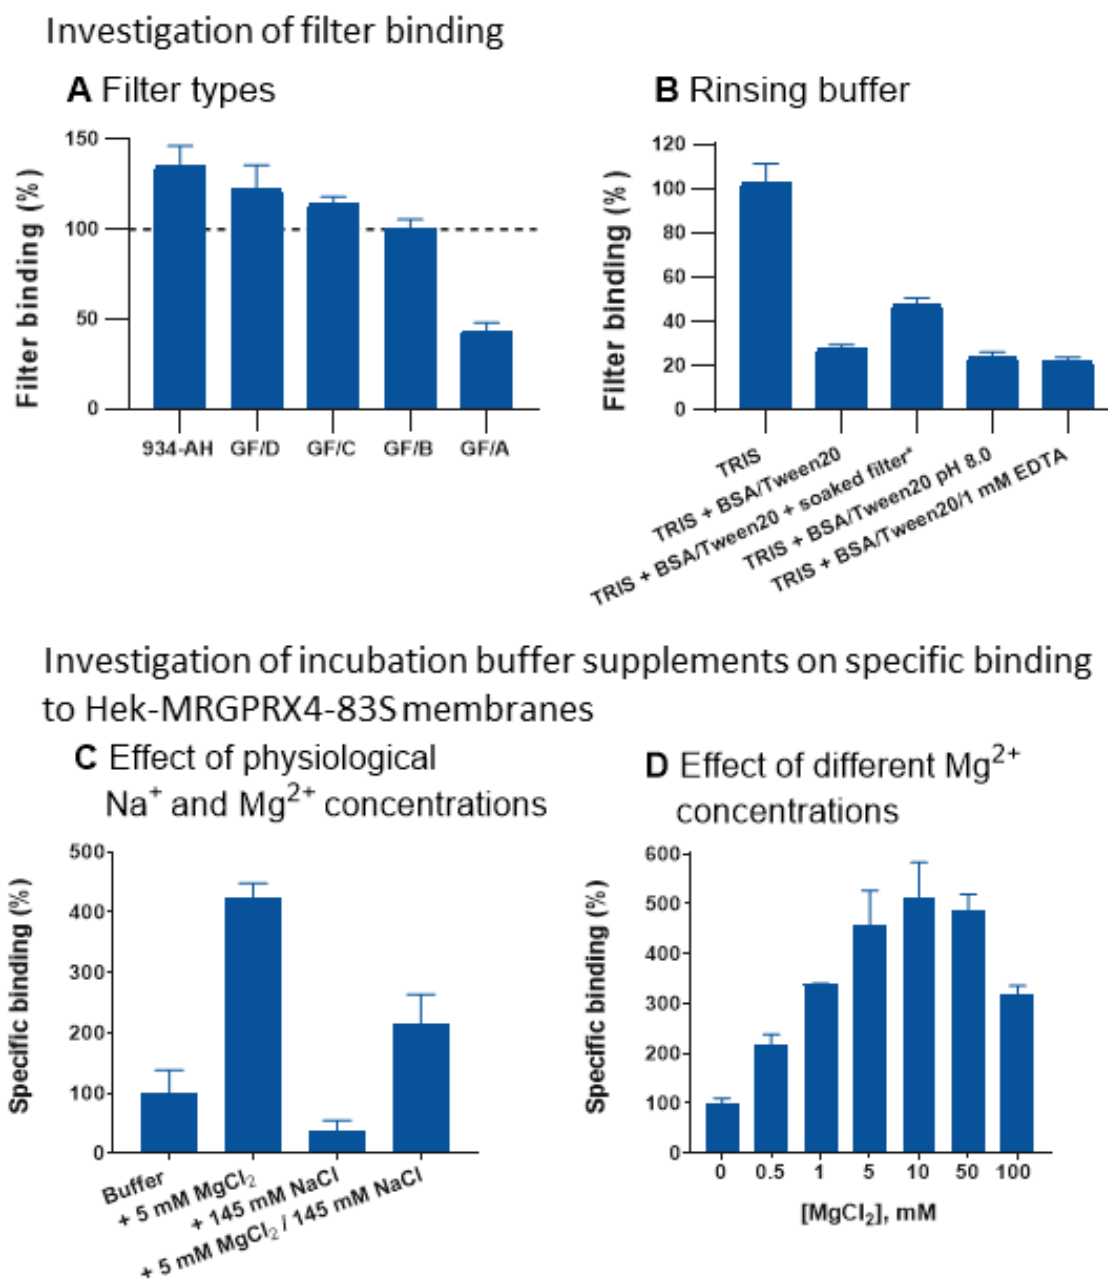 Investigation of filter binding
A Filter types
Filter binding (%)
150
100
50
0
934-AH GF/D GF/C GF/B GF/A
B Rinsing buffer
Filter binding (%)
120
100
80
60
40
20
0
TRIS
TRIS + BSA/Tween20
TRIS + BSA/Tween20 + soaked filter*
TRIS + BSA/Tween20 pH 8.0
TRIS + BSA/Tween20/1 mM EDTA
Investigation of incubation buffer supplements on specific binding
to Hek-MRGPRX4-83S membranes
C Effect of physiological
Na⁺ and Mg²⁺ concentrations
Specific binding (%)
500
400
300
200
100
0
Buffer
+ 5 mM MgCl₂
+ 145 mM NaCl
+ 5 mM MgCl₂ / 145 mM NaCl
D Effect of different Mg²⁺
concentrations
Specific binding (%)
600
500
400
300
200
100
0
0 0.5 1 5 10 50 100
[MgCl₂], mM